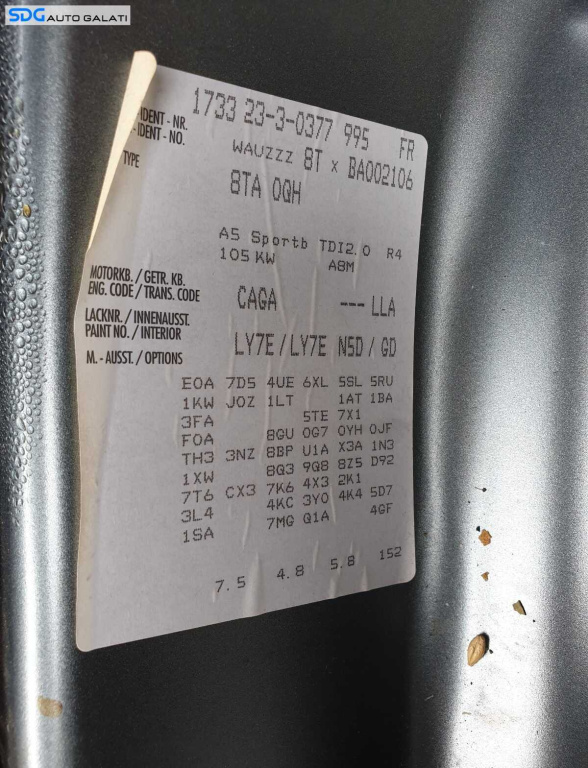 SDG AUTO GALATI
1733 23-3-0377 995 FR
-IDENT - NR.
- IDENT - NO.
WAUZZZ 8T X BA002106
TYPE
8TA 0QH
A5 Sportb TDI2.0 R4
105 KW A8M
MOTORKB. / GETR. KB.
ENG. CODE / TRANS. CODE
CAGA --- LLA
LACKNR. / INNENAUSST.
PAINT NO. / INTERIOR
LY7E / LY7E N5D / GD
M. - AUSST. / OPTIONS
E0A 7D5 4UE 6XL 5SL 5RU
1KW J0Z 1LT 1AT 1BA
3FA 5TE 7X1
F0A 8GU 0G7 0YH 0JF
TH3 3NZ 8BP U1A X3A 1N3
1XW 8Q3 9Q8 8Z5 D92
7T6 CX3 7K6 4X3 2K1
3L4 4KC 3Y0 4K4 5D7
1SA 7MG Q1A 4GF
7.5 4.8 5.8 152